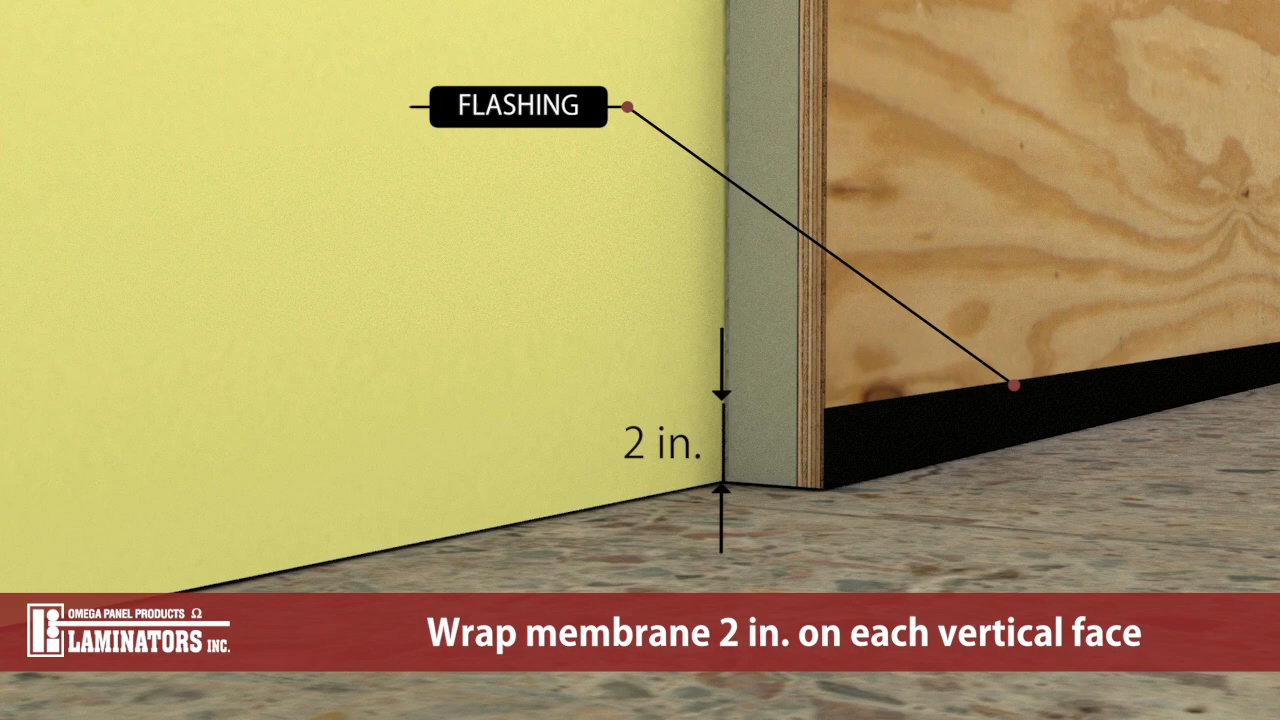 FLASHING
2 in.
OMEGA PANEL PRODUCTS Ω
LAMINATORS INC.
Wrap membrane 2 in. on each vertical face